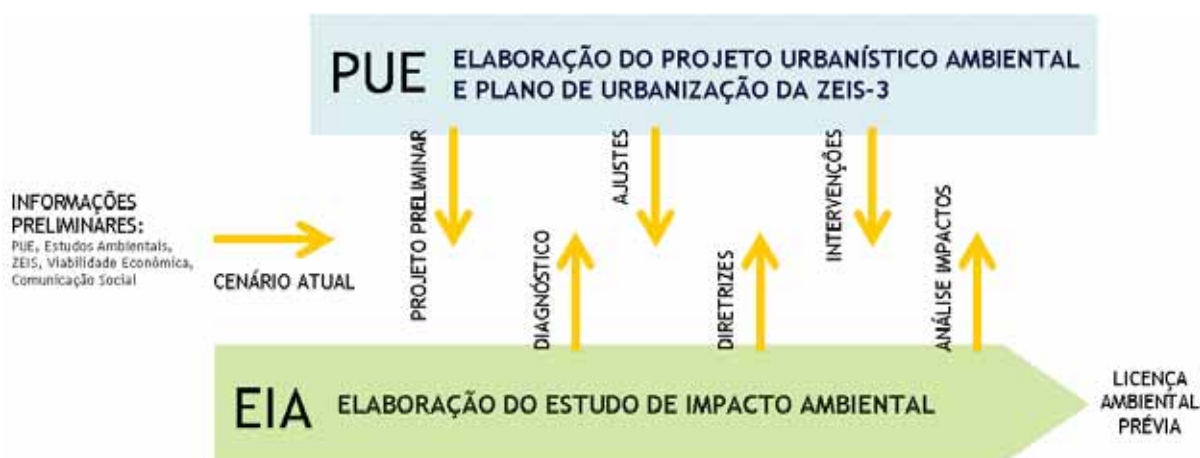 PUE
ELABORAÇÃO DO PROJETO URBANÍSTICO AMBIENTAL
E PLANO DE URBANIZAÇÃO DA ZEIS-3
INFORMAÇÕES
PRELIMINARES:
PUE, Estudos Ambientais,
ZEIS, Viabilidade Econômica,
Comunicação Social
CENÁRIO ATUAL
PROJETO PRELIMINAR
DIAGNÓSTICO
AJUSTES
DIRETRIZES
INTERVENÇÕES
ANÁLISE IMPACTOS
EIA
ELABORAÇÃO DO ESTUDO DE IMPACTO AMBIENTAL
LICENÇA
AMBIENTAL
PRÉVIA